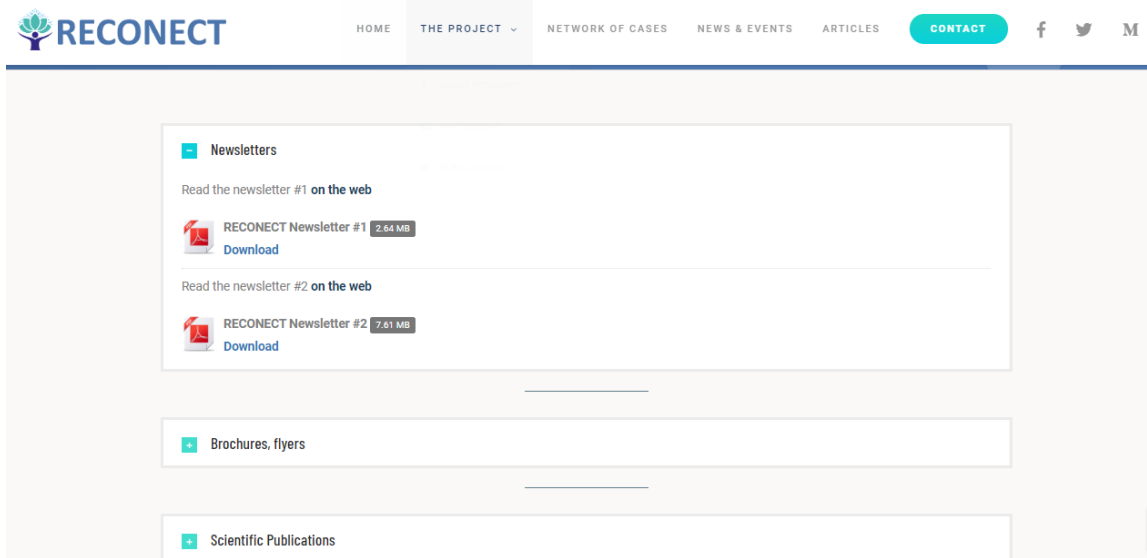 RECONECT
HOME THE PROJECT NETWORK OF CASES NEWS & EVENTS ARTICLES CONTACT
Newsletters
Read the newsletter #1 on the web
RECONECT Newsletter #1 2.64 MB
Download
Read the newsletter #2 on the web
RECONECT Newsletter #2 7.61 MB
Download
Brochures, flyers
Scientific Publications